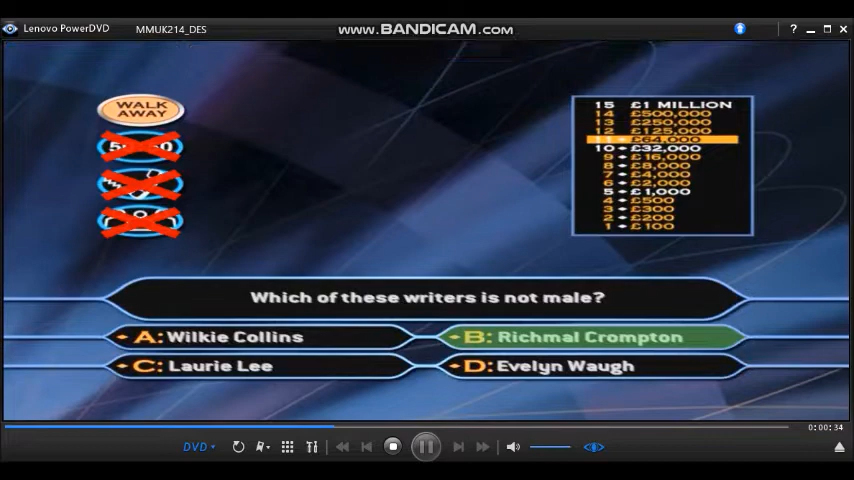 Lenovo PowerDVD
MMUK214_DES
www.BANDICAM.com
?
WALK
AWAY
50:50
15 £1 MILLION
14 £500,000
13 £250,000
12 £125,000
11 £64,000
10 £32,000
9 £16,000
8 £8,000
7 £4,000
6 £2,000
5 £1,000
4 £500
3 £300
2 £200
1 £100
Which of these writers is not male?
A: Wilkie Collins
B: Richmal Crompton
C: Laurie Lee
D: Evelyn Waugh
DVD
0:00:34